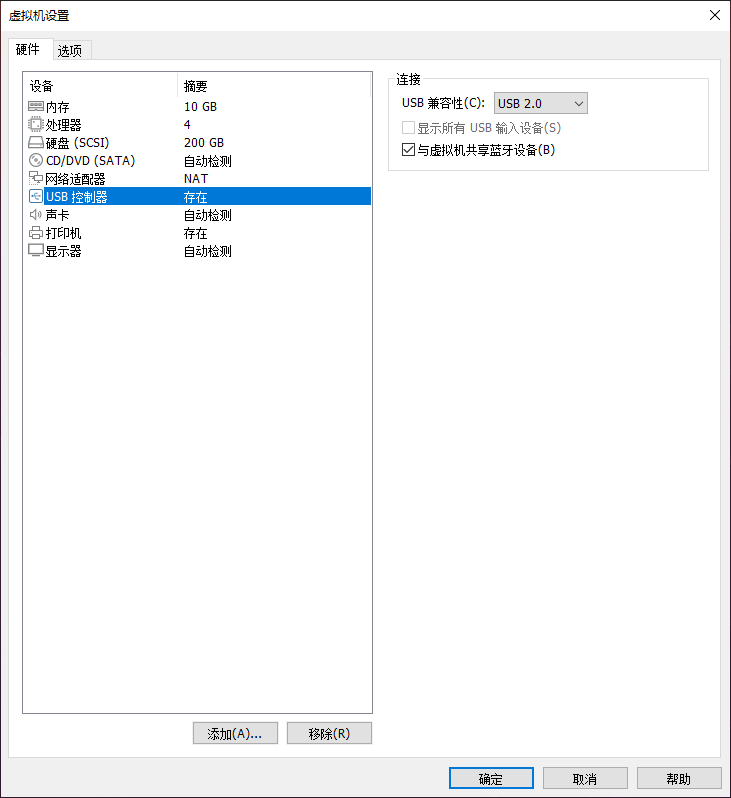 虚拟机设置
硬件 选项
设备 摘要
内存 10 GB
处理器 4
硬盘 (SCSI) 200 GB
CD/DVD (SATA) 自动检测
网络适配器 NAT
USB 控制器 存在
声卡 自动检测
打印机 存在
显示器 自动检测
添加(A)... 移除(R)
连接
USB 兼容性(C): USB 2.0
显示所有 USB 输入设备(S)
与虚拟机共享蓝牙设备(B)
确定 取消 帮助